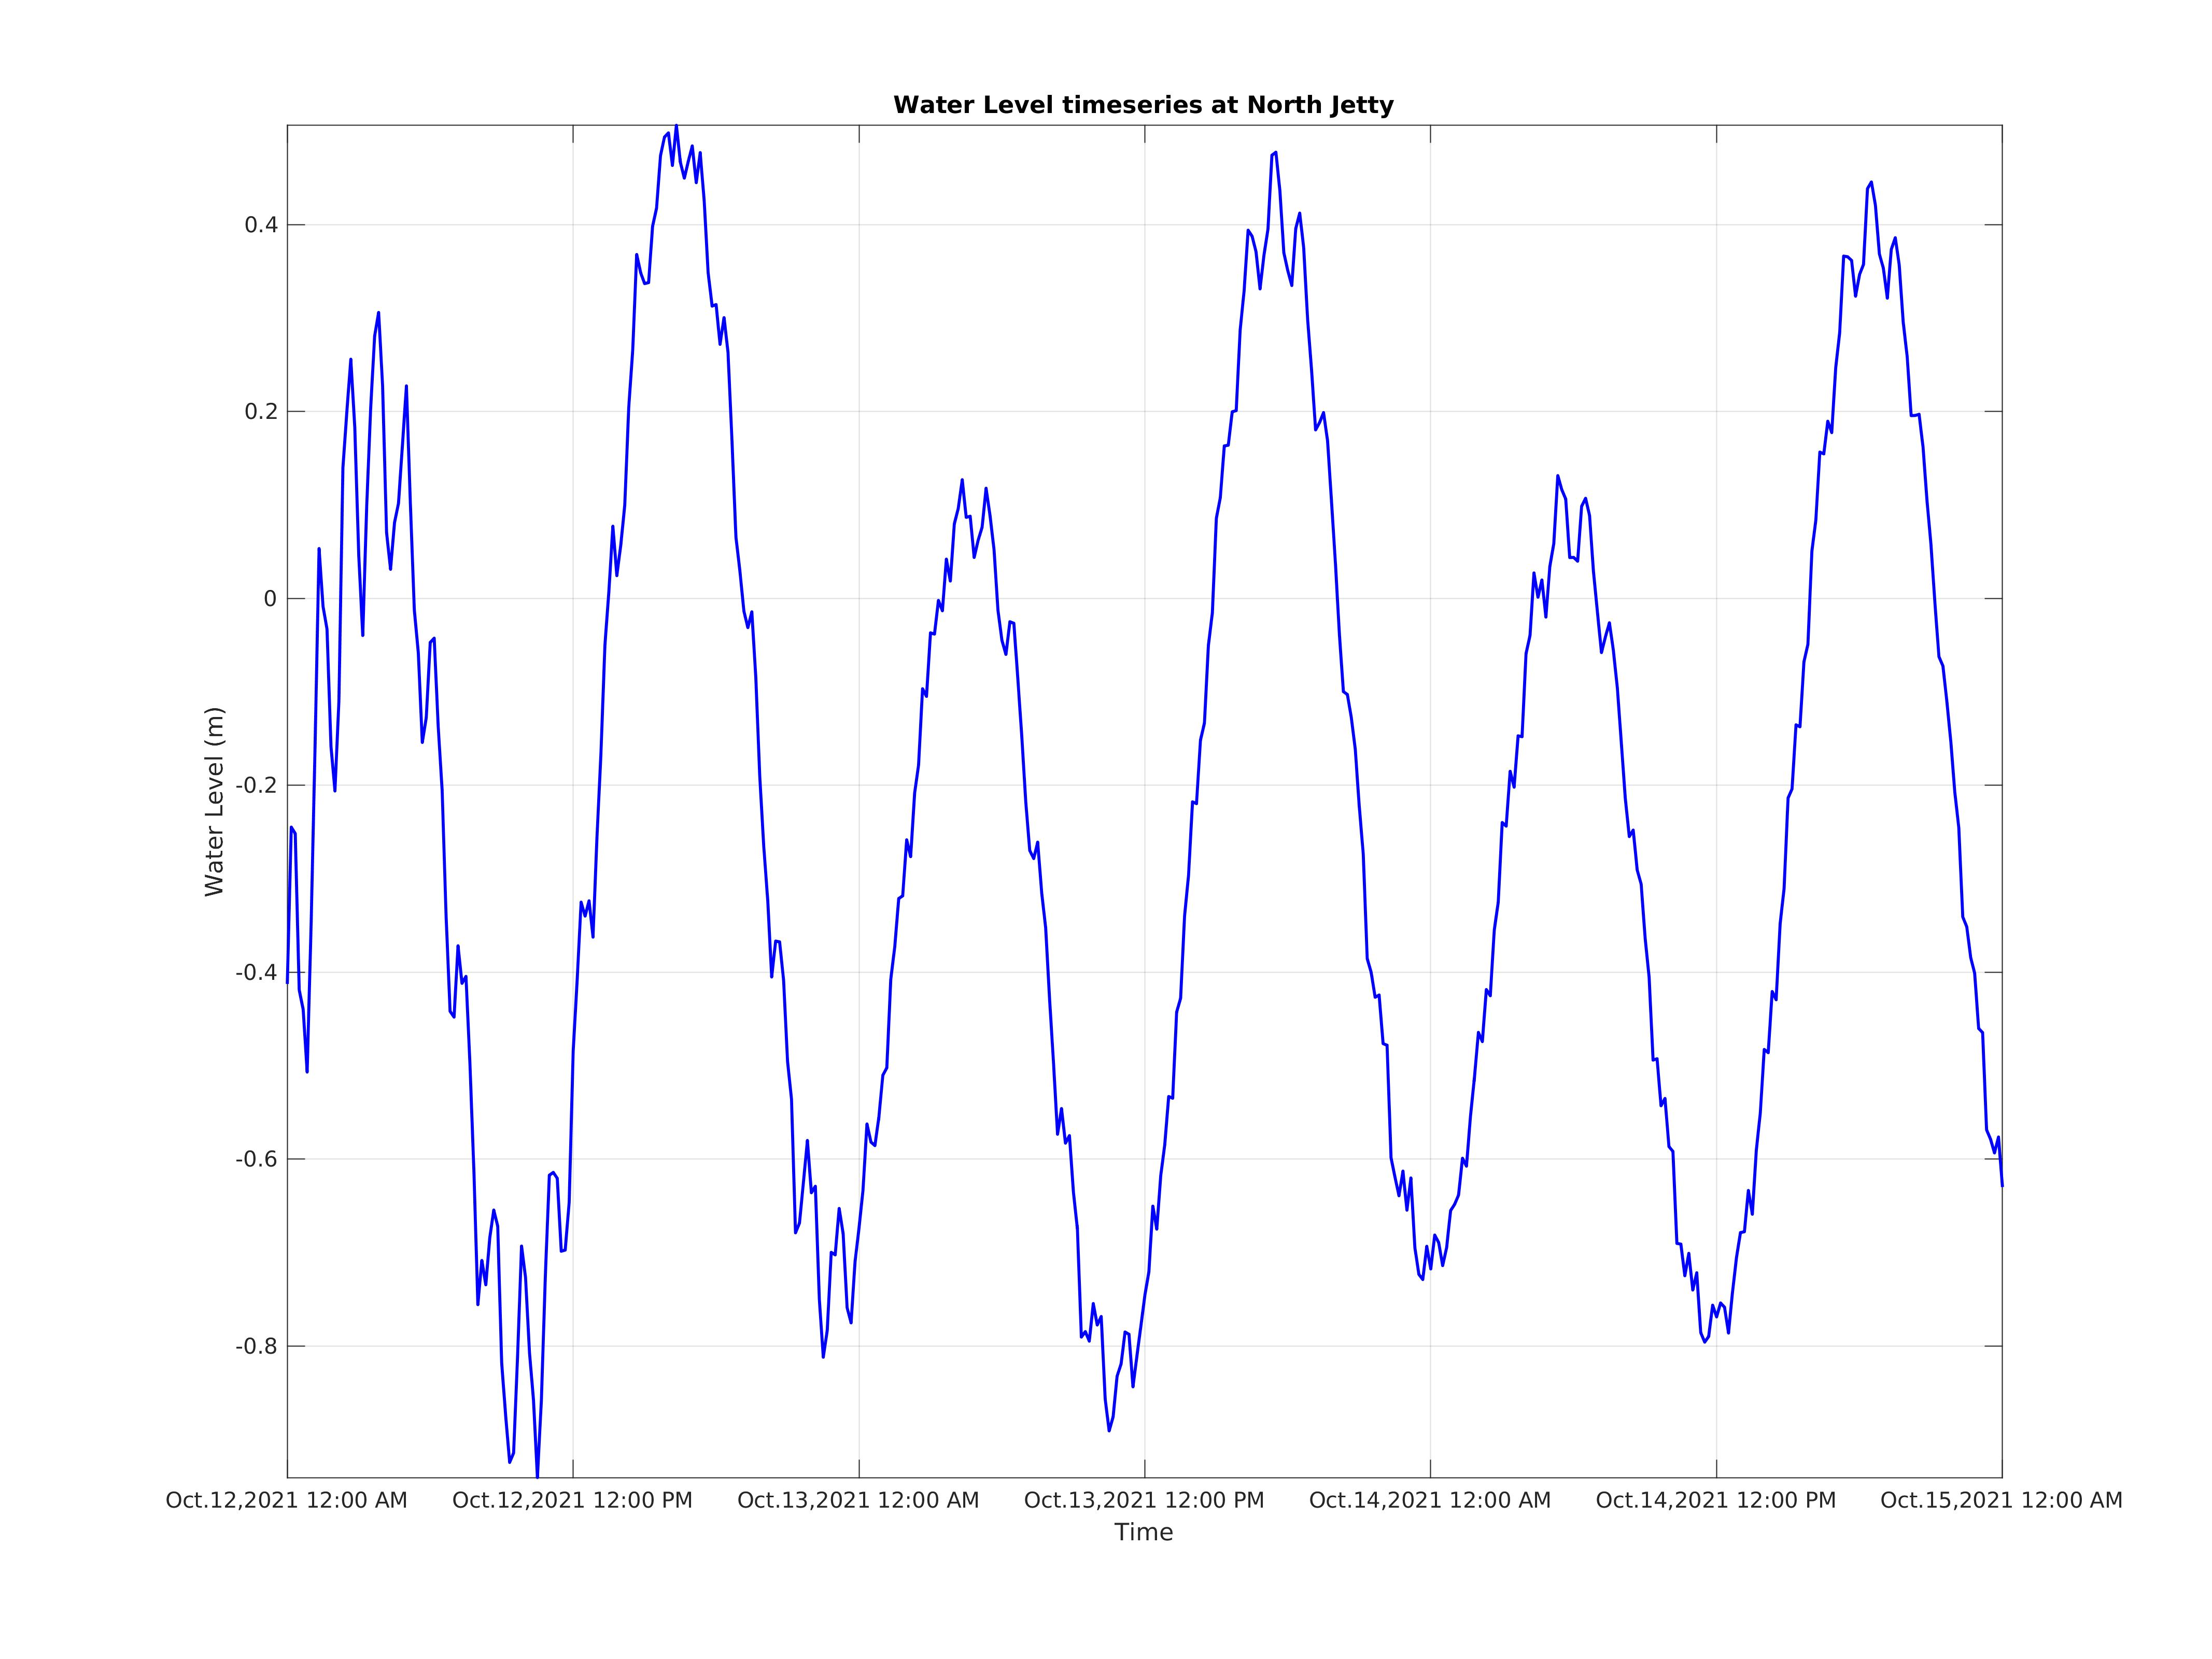 Water Level timeseries at North Jetty
0.4
0.2
0
-0.2
-0.4
-0.6
-0.8
Water Level (m)
Oct.12,2021 12:00 AM
Oct.12,2021 12:00 PM
Oct.13,2021 12:00 AM
Oct.13,2021 12:00 PM
Oct.14,2021 12:00 AM
Oct.14,2021 12:00 PM
Oct.15,2021 12:00 AM
Time